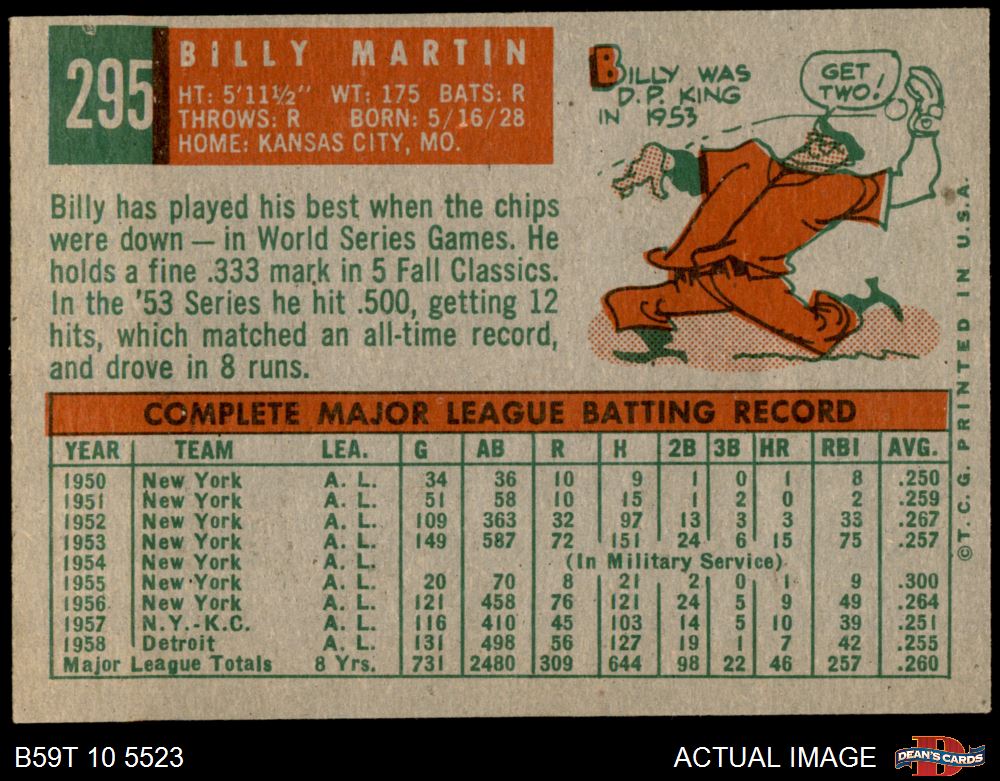 295
BILLY MARTIN
HT: 5'11½" WT: 175 BATS: R
THROWS: R BORN: 5/16/28
HOME: KANSAS CITY, MO.
BILLY WAS
D.P. KING
IN 1953
GET
TWO!
Billy has played his best when the chips
were down — in World Series Games. He
holds a fine .333 mark in 5 Fall Classics.
In the '53 Series he hit .500, getting 12
hits, which matched an all-time record,
and drove in 8 runs.
COMPLETE MAJOR LEAGUE BATTING RECORD
YEAR TEAM LEA. G AB R H 2B 3B HR RBI AVG.
1950 New York A. L. 34 36 10 9 1 0 1 8 .250
1951 New York A. L. 51 58 10 15 1 2 0 2 .259
1952 New York A. L. 109 363 32 97 13 3 3 33 .267
1953 New York A. L. 149 587 72 151 24 6 15 75 .257
1954 New York A. L. (In Military Service)
1955 New York A. L. 20 70 8 21 2 0 1 9 .300
1956 New York A. L. 121 458 76 121 24 5 9 49 .264
1957 N.Y.-K.C. A. L. 116 410 45 103 14 5 10 39 .251
1958 Detroit A. L. 131 498 56 127 19 1 7 42 .255
Major League Totals 8 Yrs. 731 2480 309 644 98 22 46 257 .260
©T. C. G. PRINTED IN U.S.A.
B59T 10 5523
ACTUAL IMAGE
D
DEAN'S CARDS